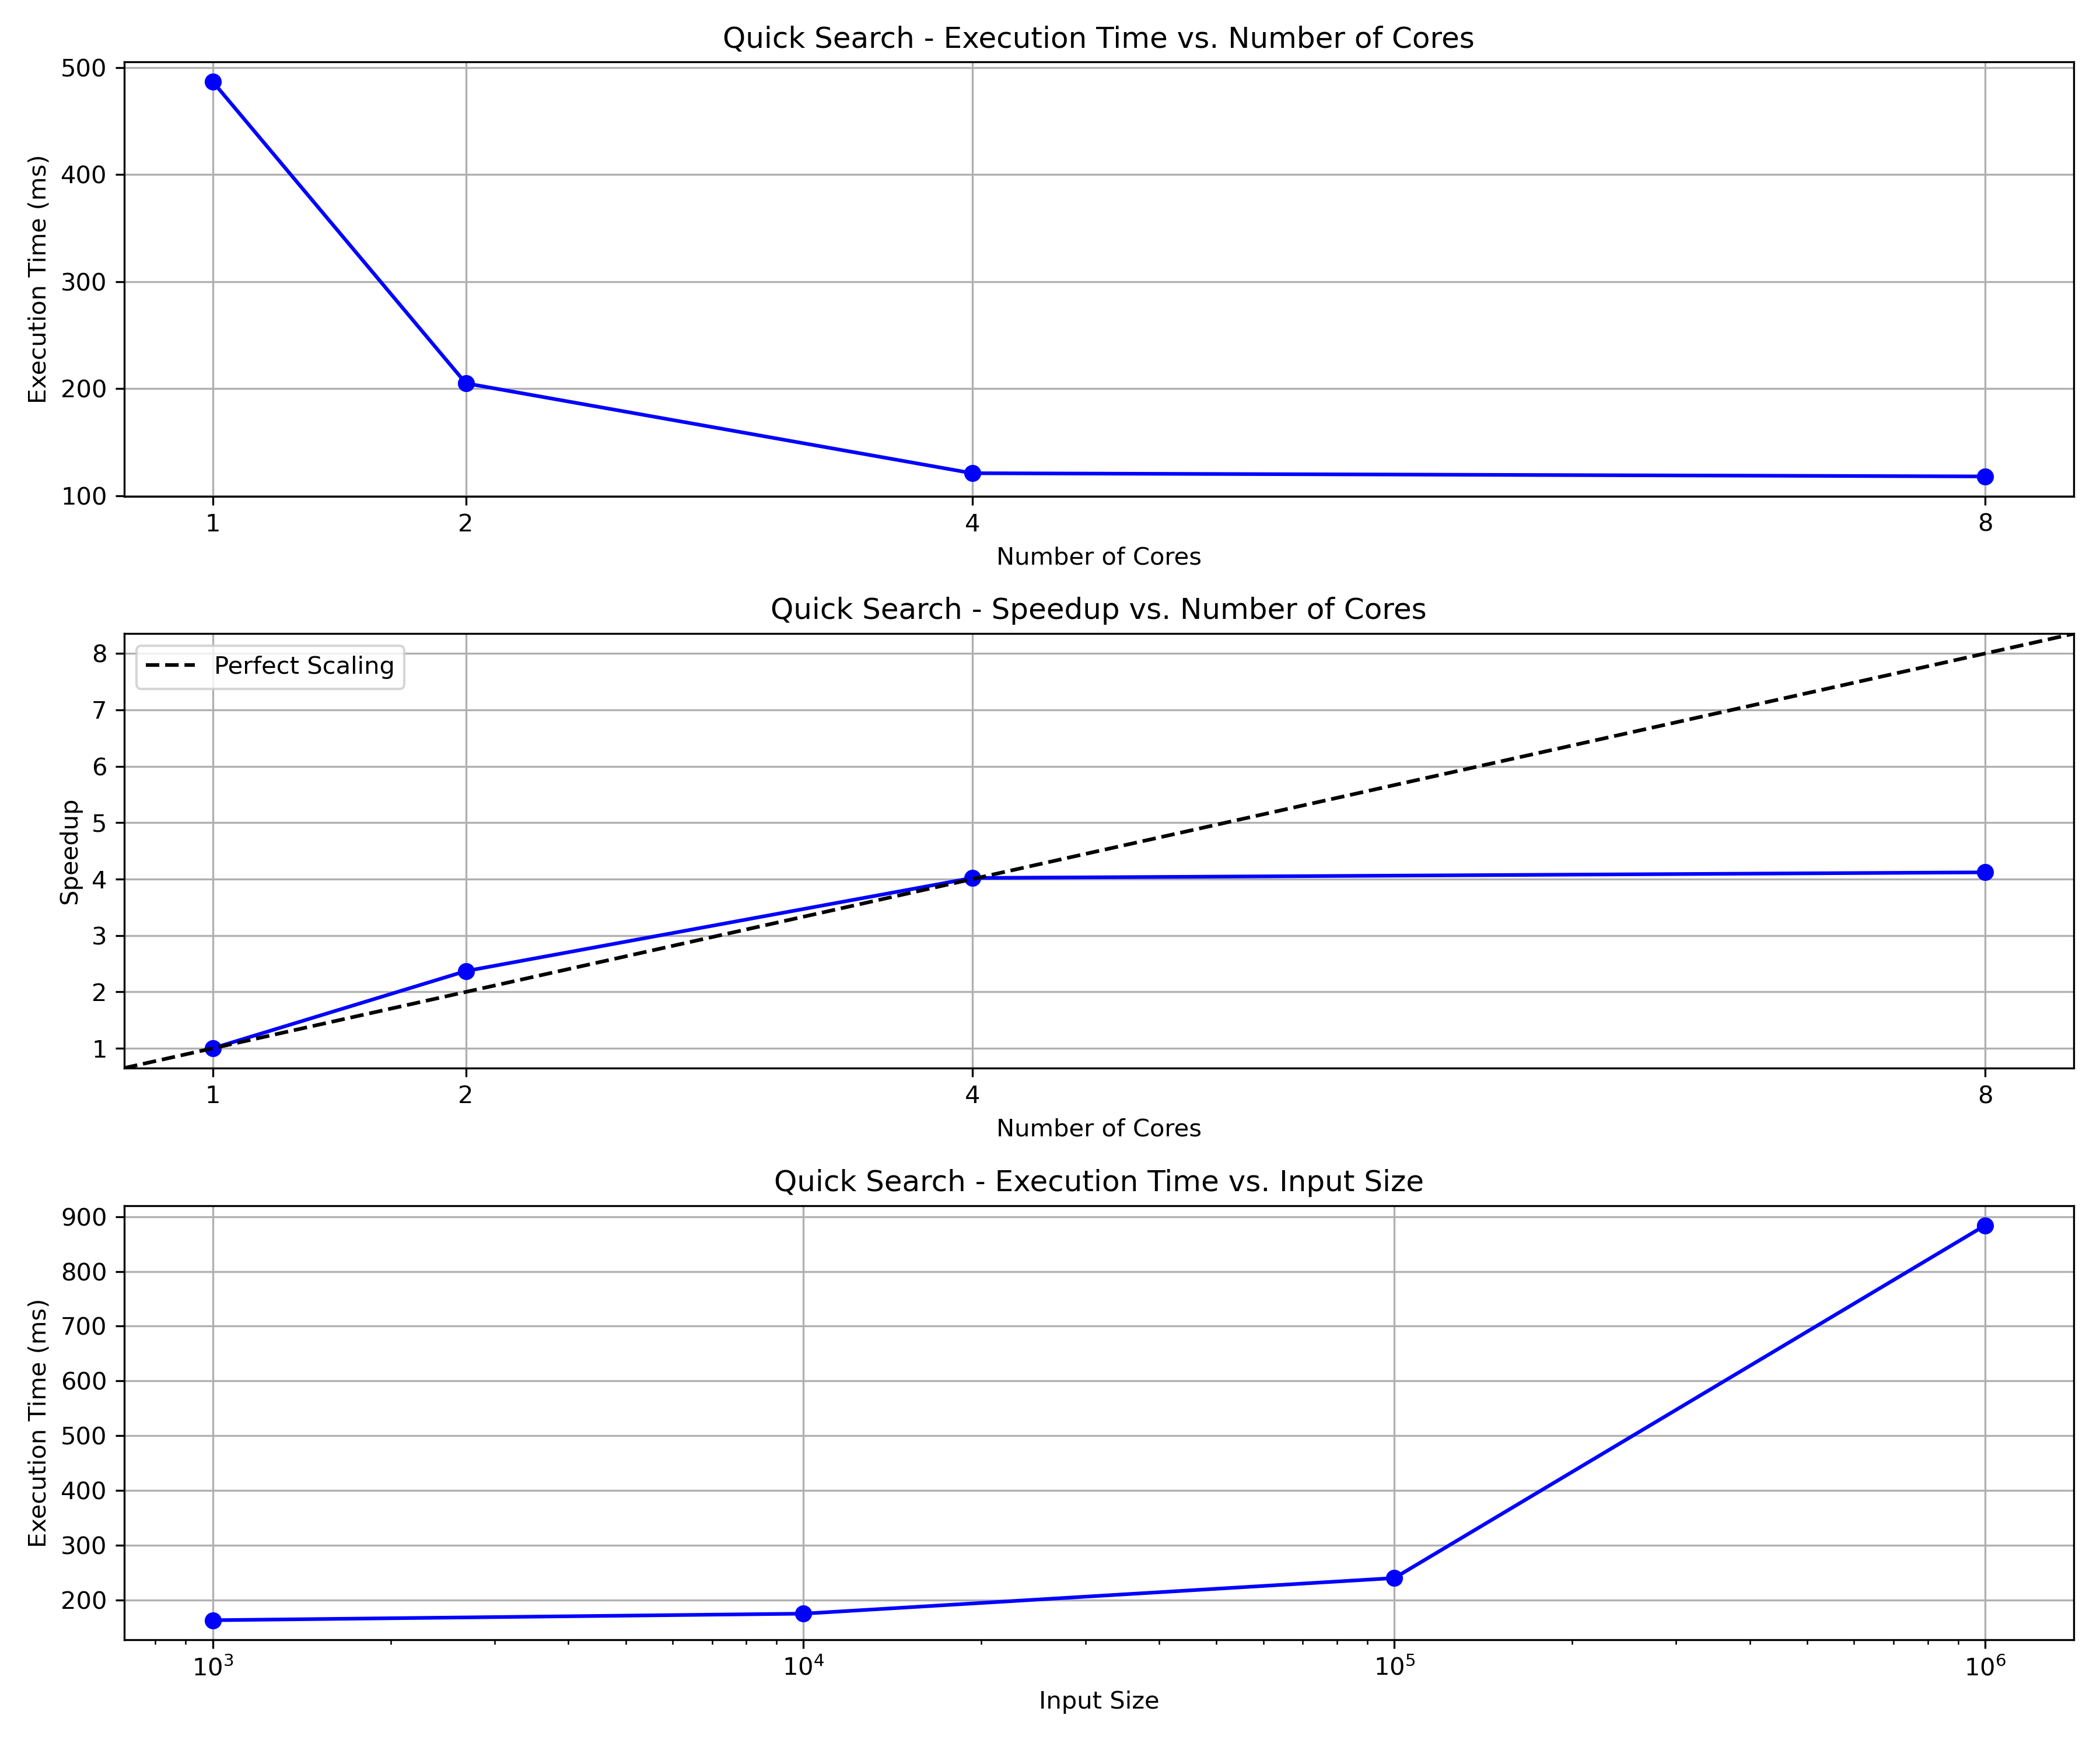 Quick Search - Execution Time vs. Number of Cores
500
400
300
200
100
Execution Time (ms)
1 2 4 8
Number of Cores
Quick Search - Speedup vs. Number of Cores
Perfect Scaling
8
7
6
5
4
3
2
1
Speedup
1 2 4 8
Number of Cores
Quick Search - Execution Time vs. Input Size
900
800
700
600
500
400
300
200
Execution Time (ms)
10³ 10⁴ 10⁵ 10⁶
Input Size